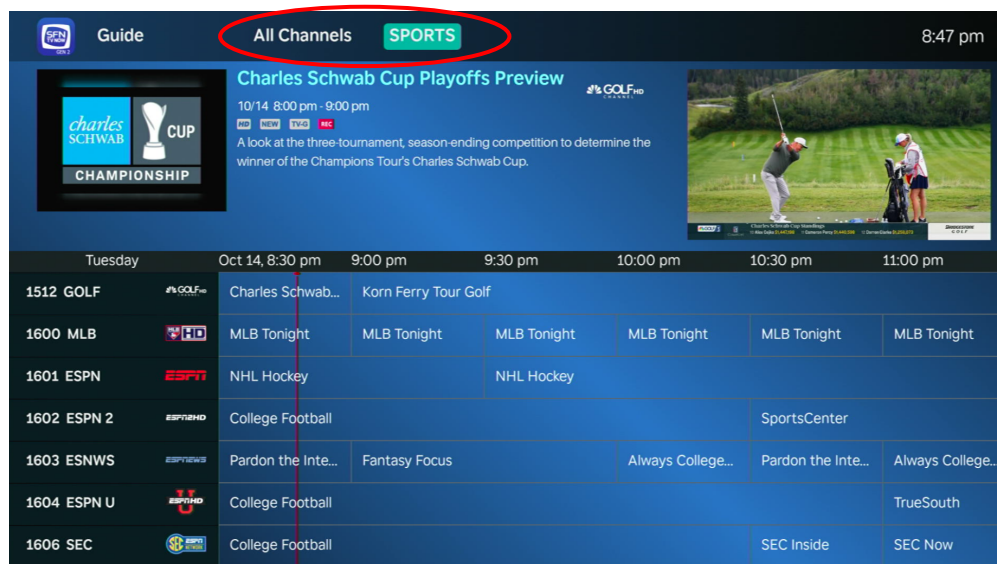 SFN
TV NOW
GEN 2
Guide
All Channels
SPORTS
8:47 pm
charles
SCHWAB
CUP
CHAMPIONSHIP
Charles Schwab Cup Playoffs Preview
GOLF HD
CHANNEL
10/14 8:00 pm - 9:00 pm
HD NEW TV-G REC
A look at the three-tournament, season-ending competition to determine the
winner of the Champions Tour's Charles Schwab Cup.
Charles Schwab Cup Standings
BRIDGESTONE
GOLF
Tuesday Oct 14, 8:30 pm 9:00 pm 9:30 pm 10:00 pm 10:30 pm 11:00 pm
1512 GOLF GOLF HD Charles Schwab... Korn Ferry Tour Golf
1600 MLB MLB HD MLB Tonight MLB Tonight MLB Tonight MLB Tonight MLB Tonight MLB Tonight
1601 ESPN ESPN NHL Hockey NHL Hockey
1602 ESPN 2 ESPN2HD College Football SportsCenter
1603 ESNWS ESPNEWS Pardon the Inte... Fantasy Focus Always College... Pardon the Inte... Always College...
1604 ESPN U ESPNHD U College Football TrueSouth
1606 SEC SEC ESPN NETWORK College Football SEC Inside SEC Now